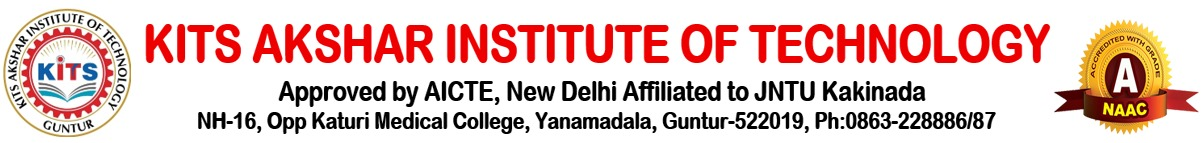 KITS AKSHAR INSTITUTE OF TECHNOLOGY
GUNTUR
KiTS
KITS AKSHAR INSTITUTE OF TECHNOLOGY
Approved by AICTE, New Delhi Affiliated to JNTU Kakinada
NH-16, Opp Katuri Medical College, Yanamadala, Guntur-522019, Ph:0863-228886/87
ACCREDITED WITH GRADE
A
NAAC